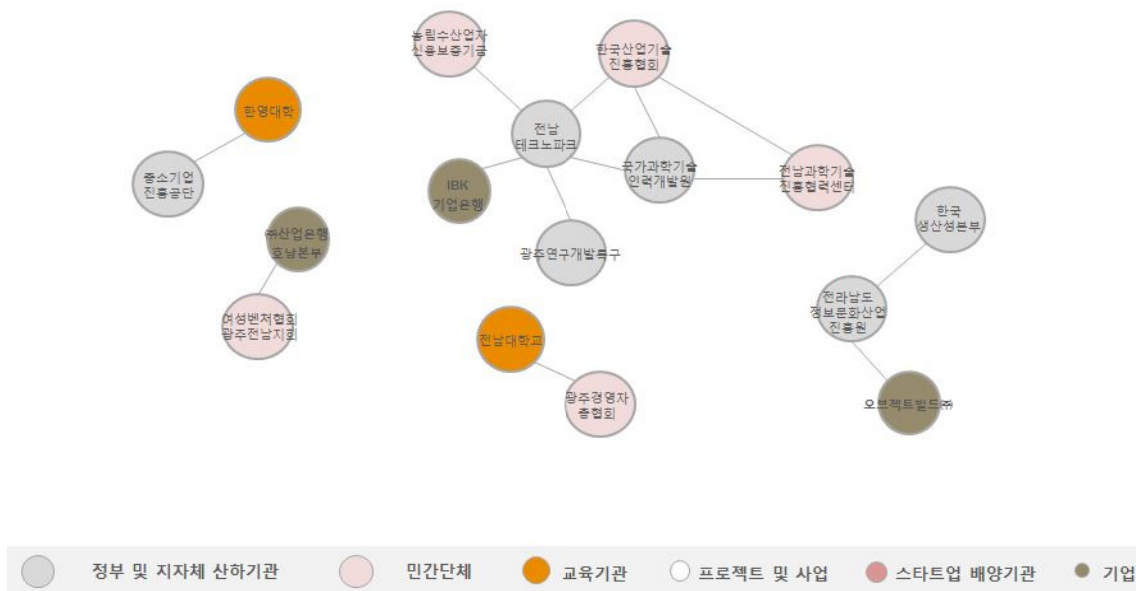 농림수산업자
신용보증기금
한국산업기술
진흥협회
한영대학
전남
테크노파크
중소기업
진흥공단
국가과학기술
인력개발원
전남과학기술
진흥협력센터
IBK
기업은행
한국
생산성본부
㈜산업은행
호남본부
광주연구개발특구
전라남도
정보문화산업
진흥원
여성벤처협회
광주전남지회
전남대학교
광주경영자
총협회
오브젝트빌드㈜
정부 및 지자체 산하기관
민간단체
교육기관
프로젝트 및 사업
스타트업 배양기관
기업